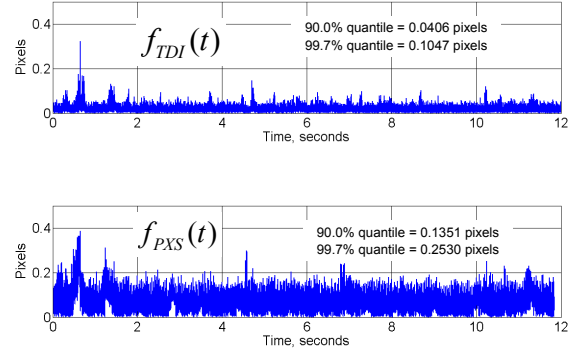 0.4
0.2
0
Pixels
f_TDI(t)
90.0% quantile = 0.0406 pixels
99.7% quantile = 0.1047 pixels
0 2 4 6 8 10 12
Time, seconds
0.4
0.2
0
Pixels
f_PXS(t)
90.0% quantile = 0.1351 pixels
99.7% quantile = 0.2530 pixels
0 2 4 6 8 10 12
Time, seconds